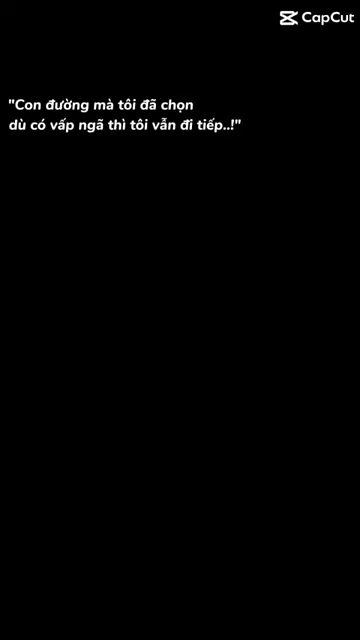 CapCut
"Con đường mà tôi đã chọn
dù có vấp ngã thì tôi vẫn đi tiếp..!"